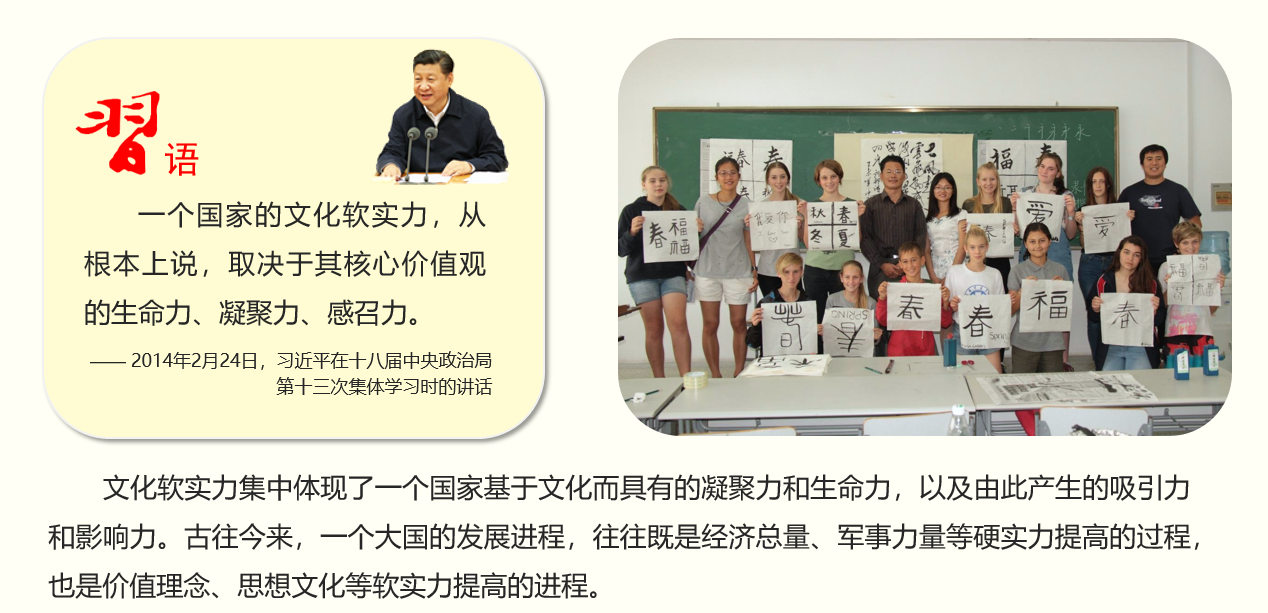 習语
一个国家的文化软实力，从
根本上说，取决于其核心价值观
的生命力、凝聚力、感召力。
—— 2014年2月24日，习近平在十八届中央政治局
第十三次集体学习时的讲话
福 春
春 福
福
爱
爱
秋 春
冬 夏
春
SPRING
春
春
Spring
福
春
文化软实力集中体现了一个国家基于文化而具有的凝聚力和生命力，以及由此产生的吸引力
和影响力。古往今来，一个大国的发展进程，往往既是经济总量、军事力量等硬实力提高的过程，
也是价值理念、思想文化等软实力提高的进程。